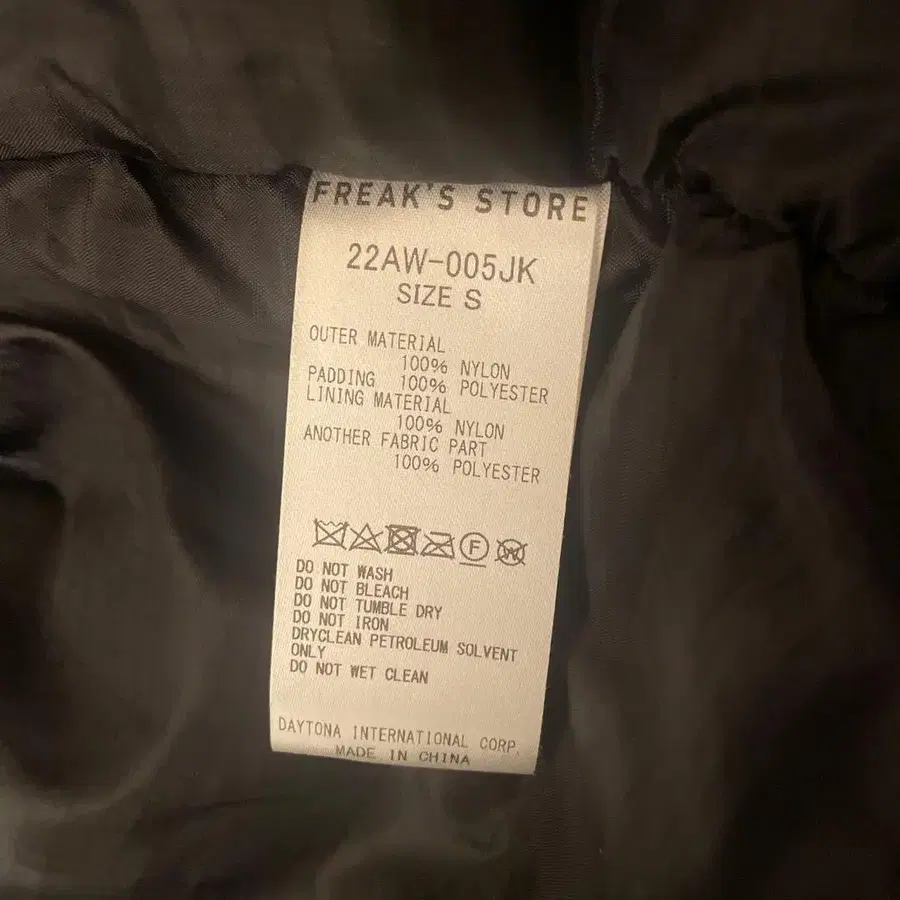 FREAK'S STORE
22AW-005JK
SIZE S
OUTER MATERIAL
100% NYLON
PADDING 100% POLYESTER
LINING MATERIAL
100% NYLON
ANOTHER FABRIC PART
100% POLYESTER
F W
DO NOT WASH
DO NOT BLEACH
DO NOT TUMBLE DRY
DO NOT IRON
DRYCLEAN PETROLEUM SOLVENT
ONLY
DO NOT WET CLEAN
DAYTONA INTERNATIONAL CORP.
MADE IN CHINA